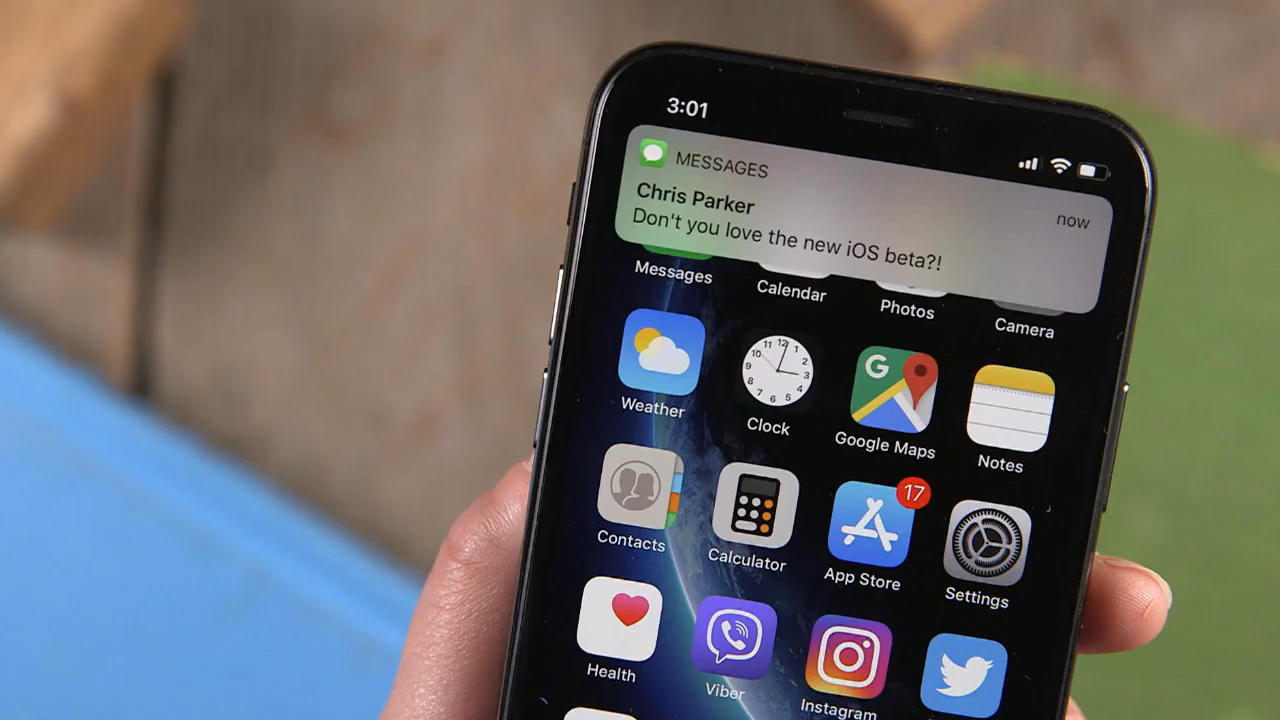 3:01
MESSAGES
Chris Parker
now
Don't you love the new iOS beta?!
Messages
Calendar
Photos
Camera
Weather
Clock
G
Google Maps
Notes
17
Contacts
Calculator
App Store
Settings
Health
Viber
Instagram